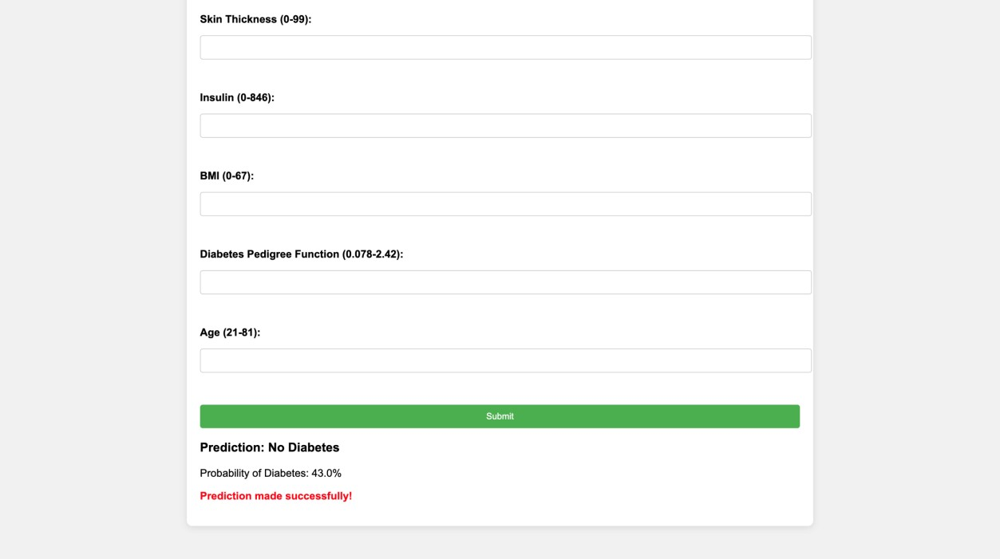 Skin Thickness (0-99):
Insulin (0-846):
BMI (0-67):
Diabetes Pedigree Function (0.078-2.42):
Age (21-81):
Submit
Prediction: No Diabetes
Probability of Diabetes: 43.0%
Prediction made successfully!